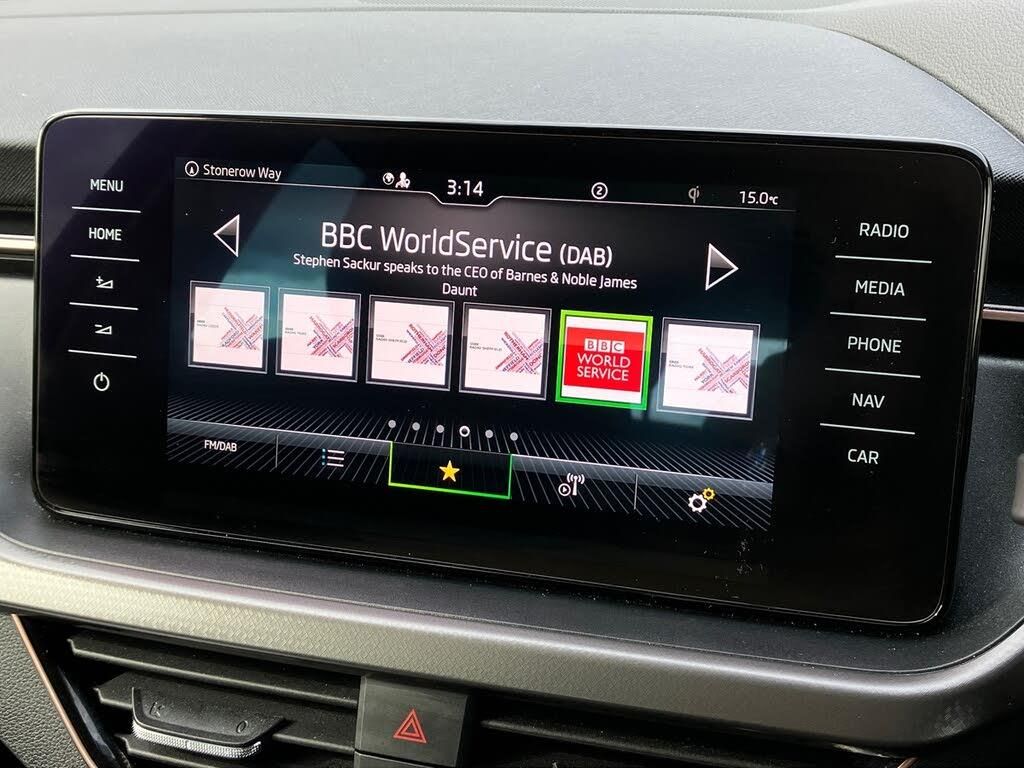 Stonerow Way
3:14
2
15.0°C
MENU
HOME
RADIO
MEDIA
PHONE
NAV
CAR
BBC WorldService (DAB)
Stephen Sackur speaks to the CEO of Barnes & Noble James
Daunt
BBC
WORLD
SERVICE
FM/DAB